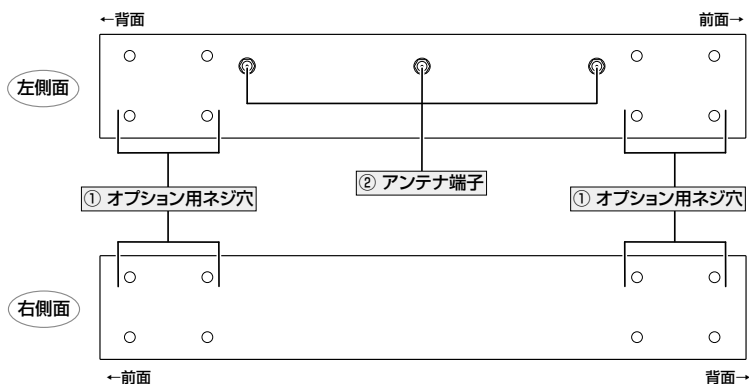 ←背面
前面→
左側面
② アンテナ端子
① オプション用ネジ穴
① オプション用ネジ穴
右側面
←前面
背面→